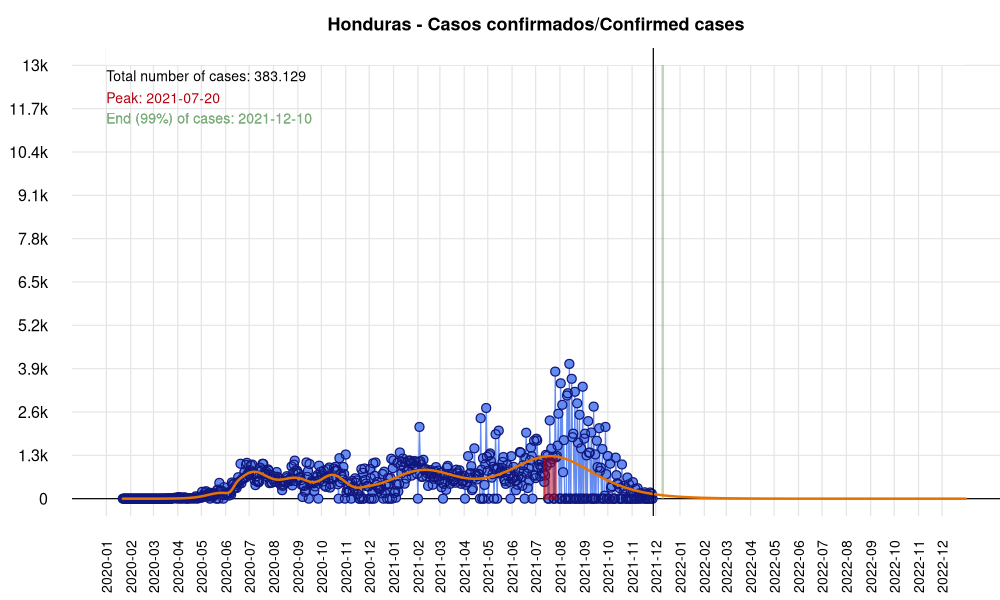 Honduras - Casos confirmados/Confirmed cases
Total number of cases: 383.129
Peak: 2021-07-20
End (99%) of cases: 2021-12-10
13k
11.7k
10.4k
9.1k
7.8k
6.5k
5.2k
3.9k
2.6k
1.3k
0
2020-01
2020-02
2020-03
2020-04
2020-05
2020-06
2020-07
2020-08
2020-09
2020-10
2020-11
2020-12
2021-01
2021-02
2021-03
2021-04
2021-05
2021-06
2021-07
2021-08
2021-09
2021-10
2021-11
2021-12
2022-01
2022-02
2022-03
2022-04
2022-05
2022-06
2022-07
2022-08
2022-09
2022-10
2022-11
2022-12